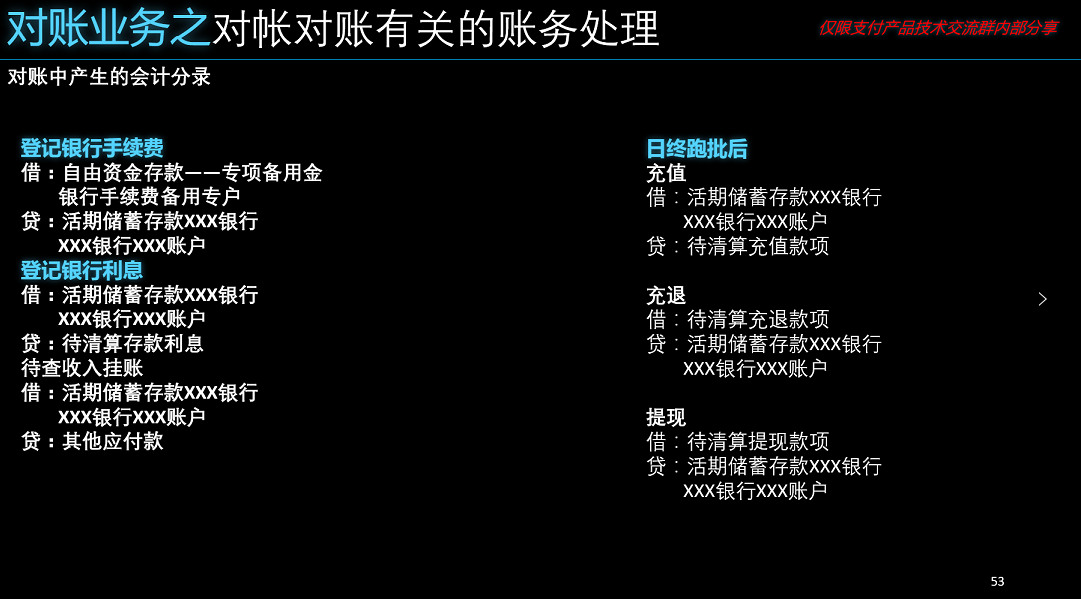 对账业务之对帐对账有关的账务处理
仅限支付产品技术交流群内部分享
对账中产生的会计分录
登记银行手续费
借：自由资金存款——专项备用金
银行手续费备用专户
贷：活期储蓄存款XXX银行
XXX银行XXX账户
登记银行利息
借：活期储蓄存款XXX银行
XXX银行XXX账户
贷：待清算存款利息
待查收入挂账
借：活期储蓄存款XXX银行
XXX银行XXX账户
贷：其他应付款
日终跑批后
充值
借：活期储蓄存款XXX银行
XXX银行XXX账户
贷：待清算充值款项
充退
借：待清算充退款项
贷：活期储蓄存款XXX银行
XXX银行XXX账户
提现
借：待清算提现款项
贷：活期储蓄存款XXX银行
XXX银行XXX账户
53